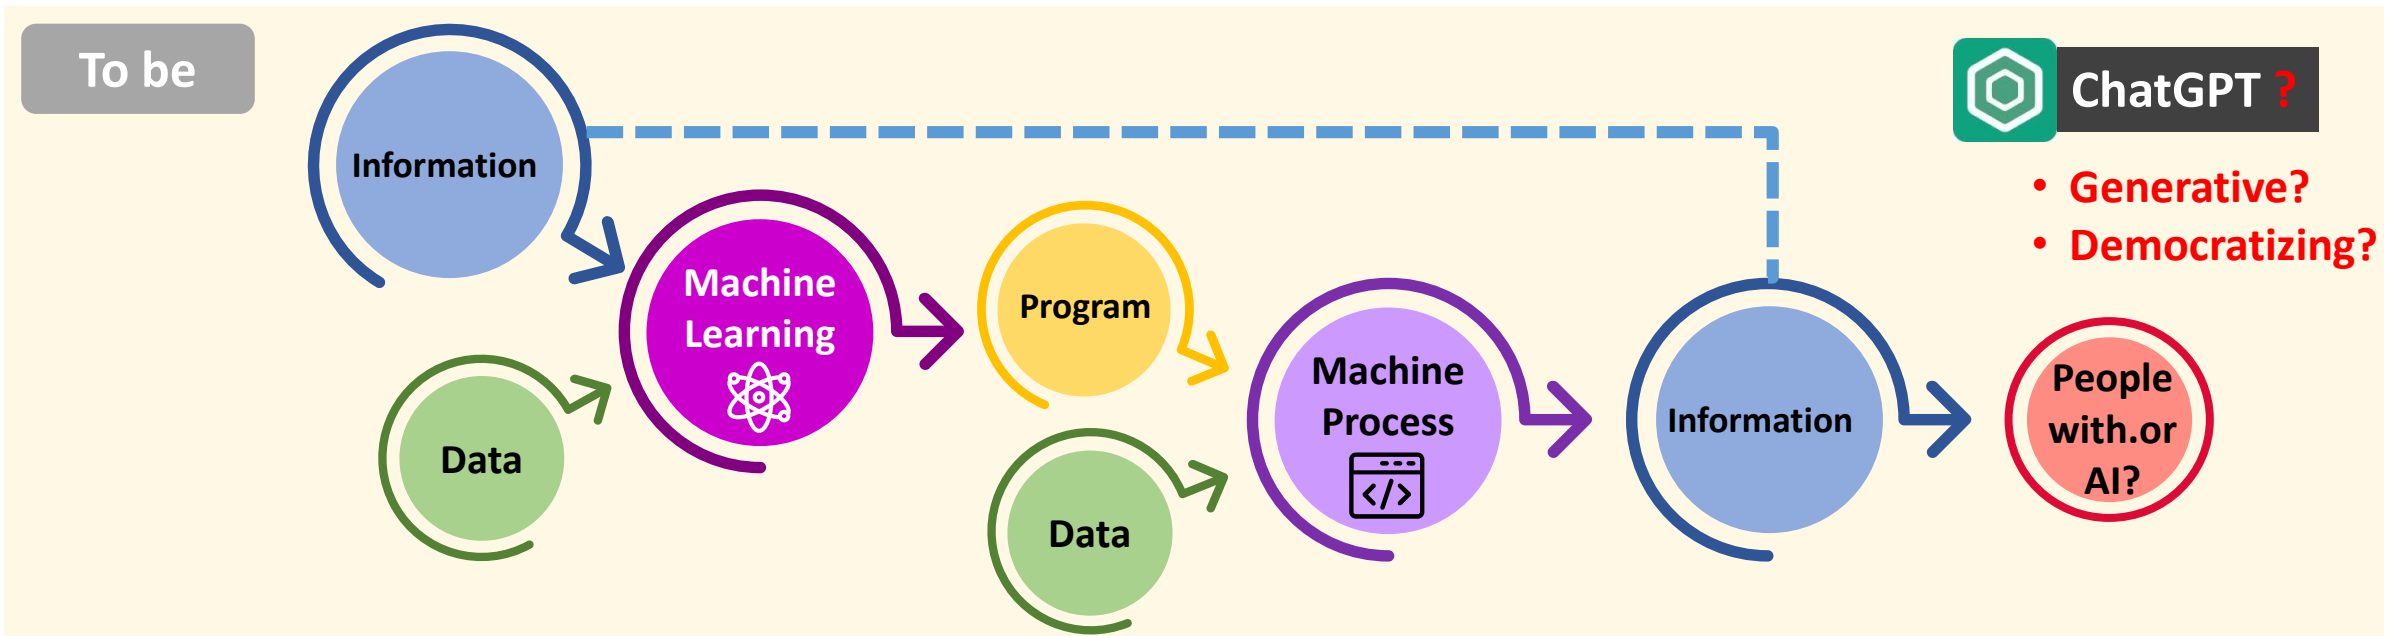 To be
Information
Machine
Learning
Data
Program
Data
Machine
Process
</>
Information
ChatGPT ?
• Generative?
• Democratizing?
People
with.or
AI?